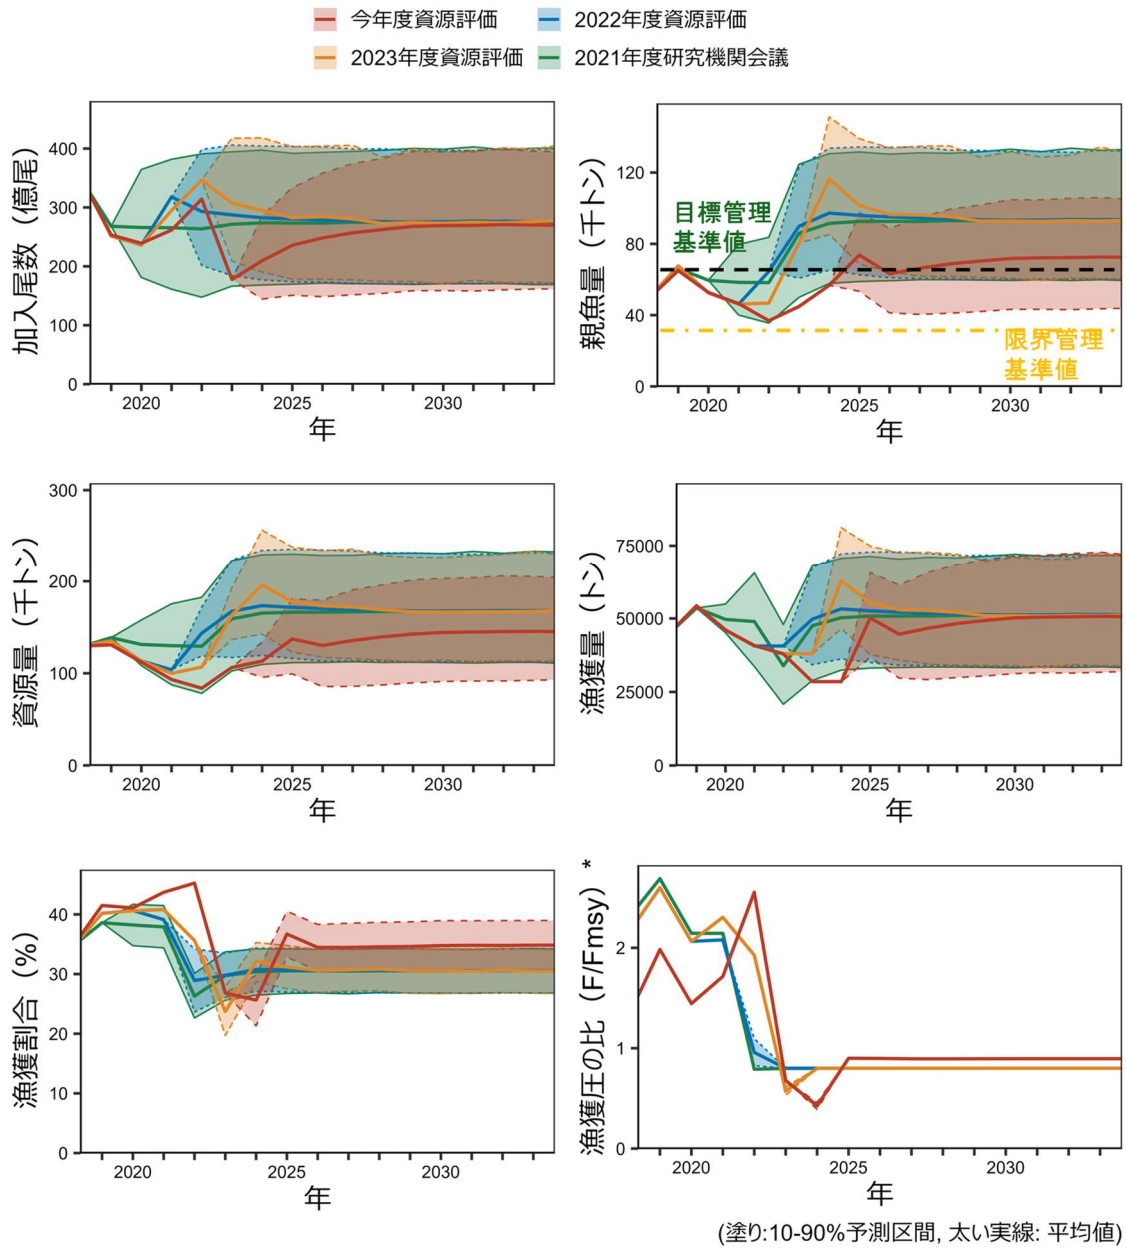 今年度資源評価
2022年度資源評価
2023年度資源評価
2021年度研究機関会議
加入尾数（億尾）
400
300
200
100
0
2020
2025
2030
年
親魚量（千トン）
120
80
40
0
目標管理
基準値
限界管理
基準値
2020
2025
2030
年
資源量（千トン）
300
200
100
0
2020
2025
2030
年
漁獲量（トン）
75000
50000
25000
0
2020
2025
2030
年
漁獲割合（%）
40
30
20
10
0
2020
2025
2030
年
漁獲圧の比（F/Fmsy）*
2
1
0
2020
2025
2030
年
(塗り:10-90%予測区間, 太い実線: 平均値)